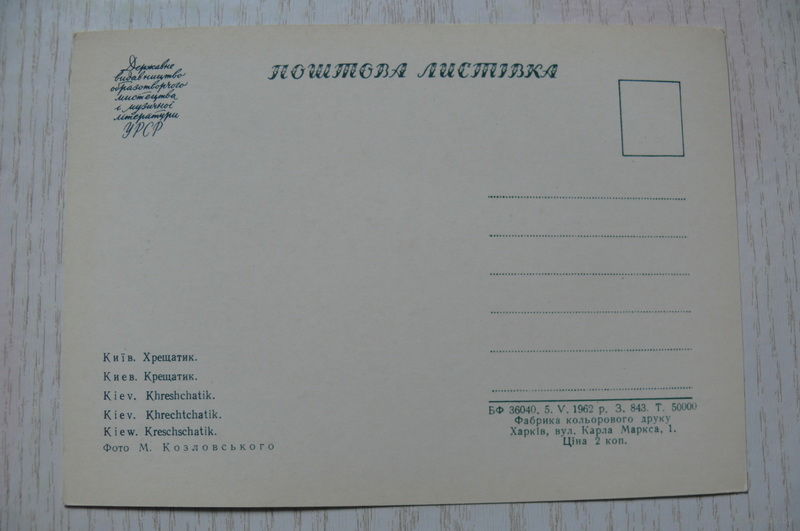 Державне
видавництво
образотворчого
мистецтва
і музичної
літератури
УРСР
ПОШТОВА ЛИСТІВКА
Київ. Хрещатик.
Киев. Крещатик.
Kiev. Khreshchatik.
Kiev. Khrechtchatik.
Kiew. Kreschschatik.
Фото М. Козловського
БФ 36040. 5. V. 1962 р. З. 843. Т. 50000
Фабрика кольорового друку
Харків, вул. Карла Маркса, 1.
Ціна 2 коп.